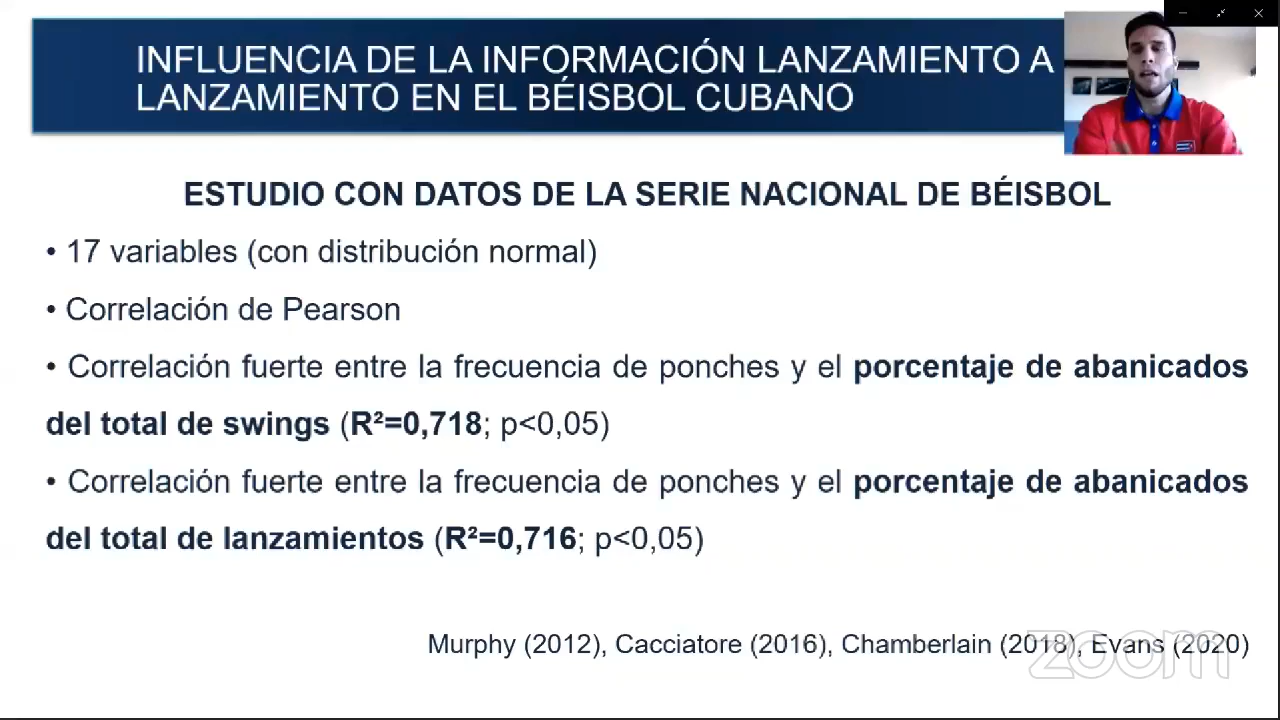 INFLUENCIA DE LA INFORMACIÓN LANZAMIENTO A
LANZAMIENTO EN EL BÉISBOL CUBANO
ESTUDIO CON DATOS DE LA SERIE NACIONAL DE BÉISBOL
• 17 variables (con distribución normal)
• Correlación de Pearson
• Correlación fuerte entre la frecuencia de ponches y el porcentaje de abanicados
del total de swings (R²=0,718; p<0,05)
• Correlación fuerte entre la frecuencia de ponches y el porcentaje de abanicados
del total de lanzamientos (R²=0,716; p<0,05)
Murphy (2012), Cacciatore (2016), Chamberlain (2018), Evans (2020)
zoom